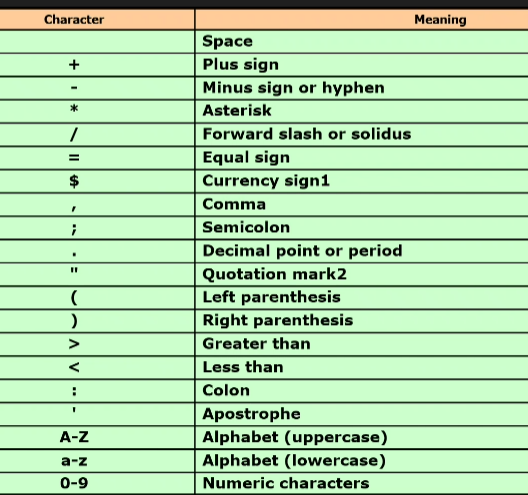 Character Meaning
Space
+ Plus sign
- Minus sign or hyphen
* Asterisk
/ Forward slash or solidus
= Equal sign
$ Currency sign1
, Comma
; Semicolon
. Decimal point or period
" Quotation mark2
( Left parenthesis
) Right parenthesis
> Greater than
< Less than
: Colon
' Apostrophe
A-Z Alphabet (uppercase)
a-z Alphabet (lowercase)
0-9 Numeric characters